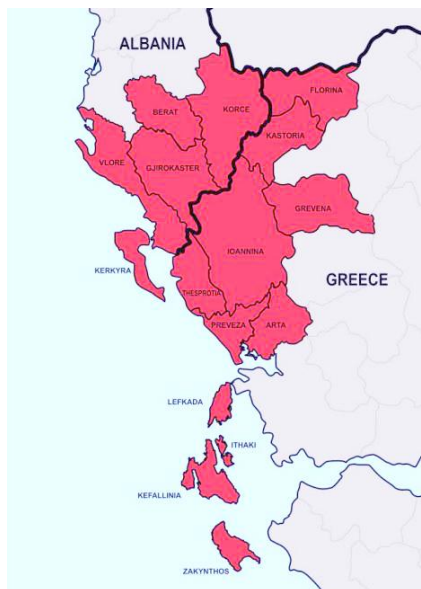 ALBANIA
FLORINA
BERAT
KORCE
KASTORIA
VLORE
GJIROKASTER
GREVENA
IOANNINA
KERKYRA
GREECE
THESPROTIA
PREVEZA
ARTA
LEFKADA
ITHAKI
KEFALLINIA
ZAKYNTHOS